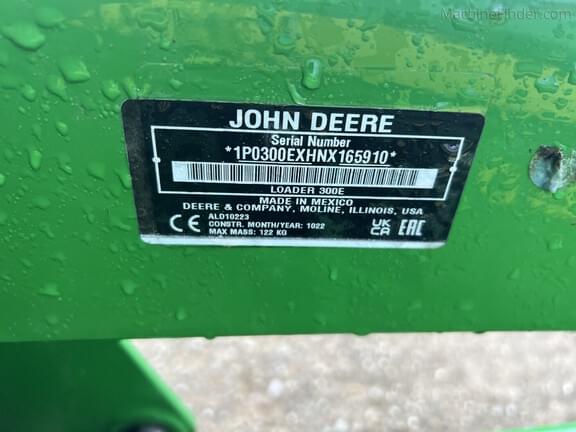 MachineFinder.com
JOHN DEERE
Serial Number
*1P0300EXHNX165910*
LOADER 300E
MADE IN MEXICO
DEERE & COMPANY, MOLINE, ILLINOIS, USA
ALO10223
CONSTR. MONTH/YEAR: 1022
MAX MASS: 122 KG
CE
UK
CA
EAC